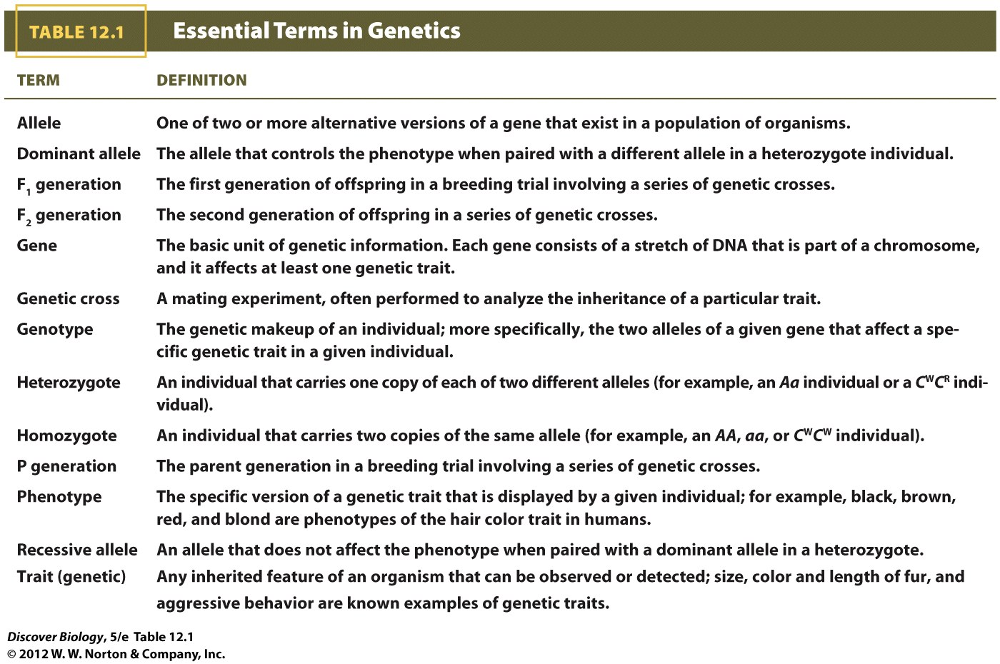 TABLE 12.1 Essential Terms in Genetics
TERM DEFINITION
Allele One of two or more alternative versions of a gene that exist in a population of organisms.
Dominant allele The allele that controls the phenotype when paired with a different allele in a heterozygote individual.
F₁ generation The first generation of offspring in a breeding trial involving a series of genetic crosses.
F₂ generation The second generation of offspring in a series of genetic crosses.
Gene The basic unit of genetic information. Each gene consists of a stretch of DNA that is part of a chromosome,
and it affects at least one genetic trait.
Genetic cross A mating experiment, often performed to analyze the inheritance of a particular trait.
Genotype The genetic makeup of an individual; more specifically, the two alleles of a given gene that affect a spe-
cific genetic trait in a given individual.
Heterozygote An individual that carries one copy of each of two different alleles (for example, an Aa individual or a CᵂCᴿ indi-
vidual).
Homozygote An individual that carries two copies of the same allele (for example, an AA, aa, or CᵂCᵂ individual).
P generation The parent generation in a breeding trial involving a series of genetic crosses.
Phenotype The specific version of a genetic trait that is displayed by a given individual; for example, black, brown,
red, and blond are phenotypes of the hair color trait in humans.
Recessive allele An allele that does not affect the phenotype when paired with a dominant allele in a heterozygote.
Trait (genetic) Any inherited feature of an organism that can be observed or detected; size, color and length of fur, and
aggressive behavior are known examples of genetic traits.
Discover Biology, 5/e Table 12.1
© 2012 W. W. Norton & Company, Inc.